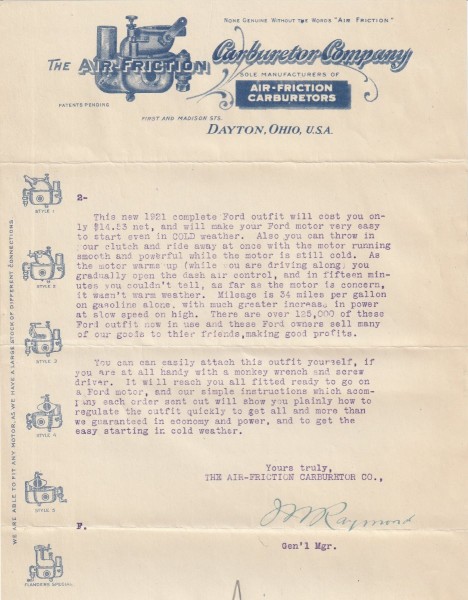 NONE GENUINE WITHOUT THE WORDS "AIR FRICTION"
THE AIR-FRICTION Carburetor Company
SOLE MANUFACTURERS OF
AIR-FRICTION
CARBURETORS
PATENTS PENDING
FIRST AND MADISON STS.
DAYTON, OHIO, U.S.A.
2-
This new 1921 complete Ford outfit will cost you on-
ly $14.53 net, and will make your Ford motor very easy
to start even in COLD weather. Also you can throw in
your clutch and ride away at once with the motor running
smooth and powerful while the motor is still cold. As
the motor warms up (while you are driving along) you
gradually open the dash air control, and in fifteen min-
utes you couldn't tell, as far as the motor is concern,
it wasn't warm weather. Mileage is 34 miles per gallon
on gasoline alone, with much greater increase in power
at slow speed on high. There are over 125,000 of these
Ford outfit now in use and these Ford owners sell many
of our goods to thier friends,making good profits.
You can can easily attach this outfit yourself, if
you are at all handy with a monkey wrench and screw
driver. It will reach you all fitted ready to go on
a Ford motor, and our simple instructions which acom-
pany each order sent out will show you plainly how to
regulate the outfit quickly to get all and more than
we guaranteed in economy and power, and to get the
easy starting in cold weather.
Yours truly,
THE AIR-FRICTION CARBURETOR CO.,
Raymond
F.
Gen'l Mgr.
WE ARE ABLE TO FIT ANY MOTOR, AS WE HAVE A LARGE STOCK OF DIFFERENT CONNECTIONS.
STYLE 1
STYLE 2
STYLE 3
STYLE 4
STYLE 5
FLANDERS SPECIAL